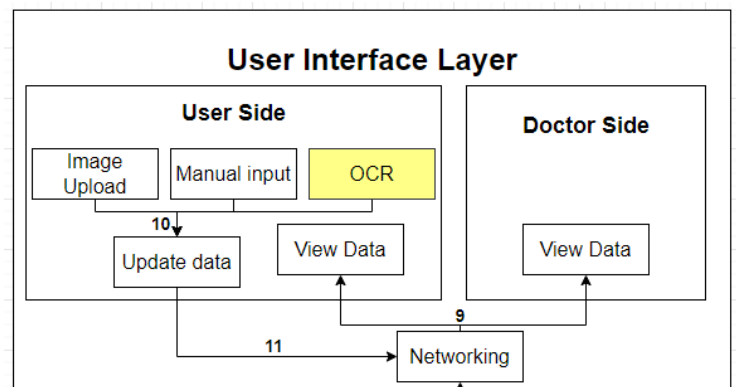 User Interface Layer
User Side
Doctor Side
Image
Upload
Manual input
OCR
10
Update data
View Data
View Data
9
11
Networking